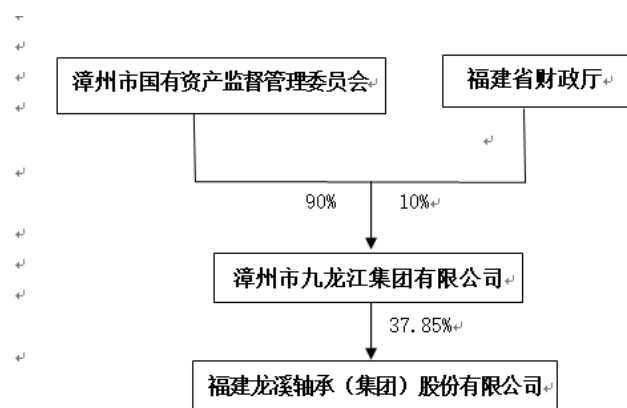 漳州市国有资产监督管理委员会
福建省财政厅
90% 10%
漳州市九龙江集团有限公司
37.85%
福建龙溪轴承（集团）股份有限公司